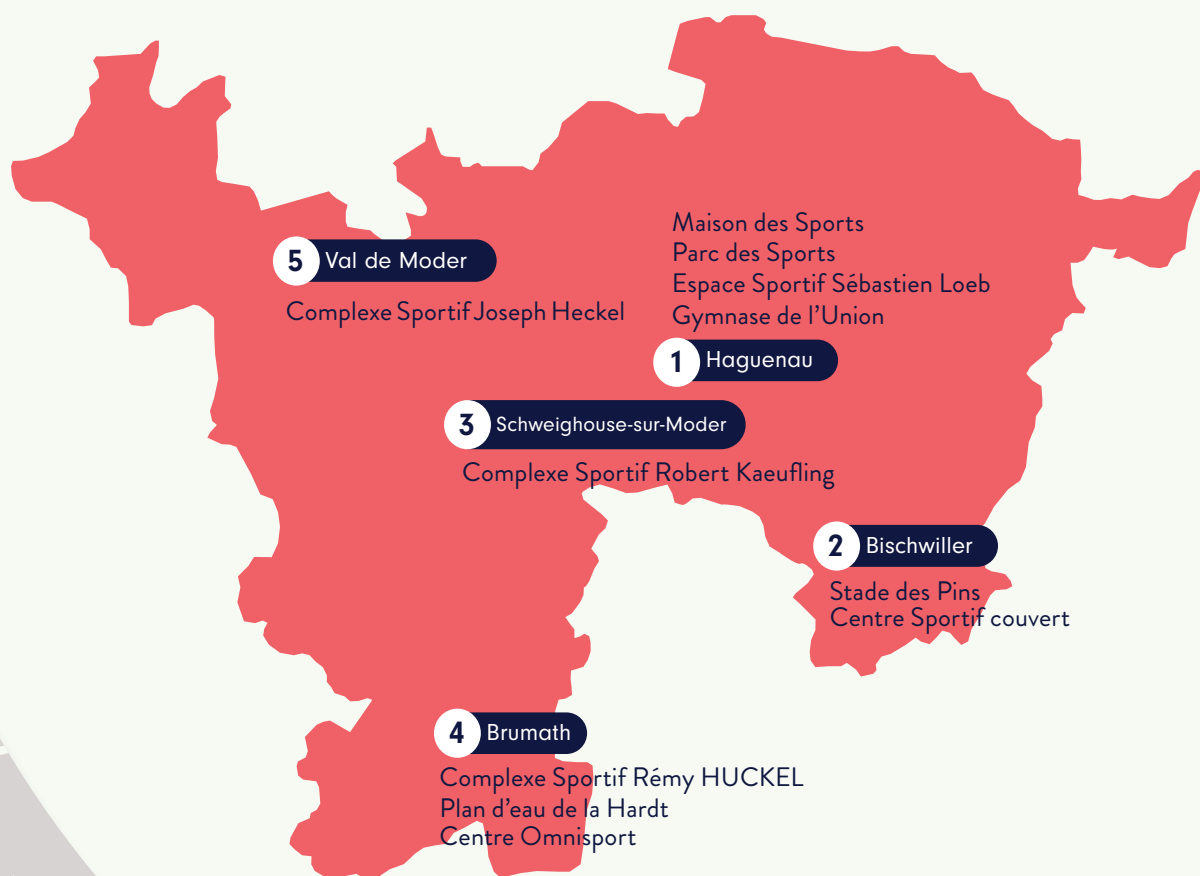 Maison des Sports
Parc des Sports
Espace Sportif Sébastien Loeb
Gymnase de l’Union
1 Haguenau
5 Val de Moder
Complexe Sportif Joseph Heckel
3 Schweighouse-sur-Moder
Complexe Sportif Robert Kaeufling
2 Bischwiller
Stade des Pins
Centre Sportif couvert
4 Brumath
Complexe Sportif Rémy HUCKEL
Plan d’eau de la Hardt
Centre Omnisport